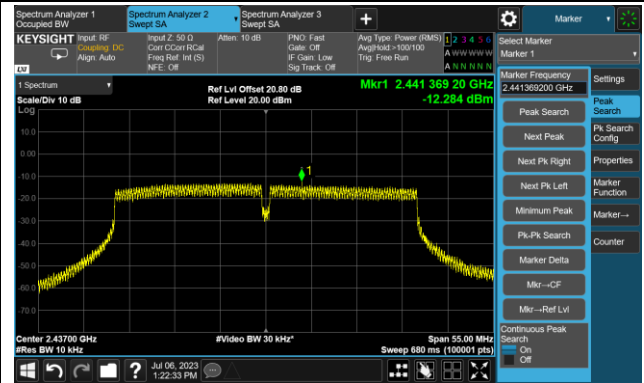 Spectrum Analyzer 1
Occupied BW
Spectrum Analyzer 2
Swept SA
Spectrum Analyzer 3
Swept SA
Marker
KEYSIGHT
Input: RF
Coupling: DC
Align: Auto
Input Z: 50 Ω
Corr CCorr RCal
Freq Ref: Int (S)
NFE: Off
Atten: 10 dB
PNO: Fast
Gate: Off
IF Gain: Low
Sig Track: Off
Avg Type: Power (RMS)
Avg|Hold >100/100
Trig: Free Run
1 2 3 4 5 6
A W W W W W
A N N N N N
LXI
Select Marker
Marker 1
1 Spectrum
Scale/Div 10 dB
Log
Ref Lvl Offset 20.80 dB
Ref Level 20.00 dBm
Mkr1 2.441 369 20 GHz
-12.284 dBm
10.0
0.00
-10.0
-20.0
-30.0
-40.0
-50.0
-60.0
-70.0
1
Center 2.43700 GHz
#Res BW 10 kHz
#Video BW 30 kHz*
Span 55.00 MHz
Sweep 680 ms (100001 pts)
Marker Frequency
2.441369200 GHz
Peak Search
Next Peak
Next Pk Right
Next Pk Left
Minimum Peak
Pk-Pk Search
Marker Delta
Mkr→CF
Mkr→Ref Lvl
Continuous Peak
Search
On
Off
Settings
Peak
Search
Pk Search
Config
Properties
Marker
Function
Marker→
Counter
Jul 06, 2023
1:22:33 PM